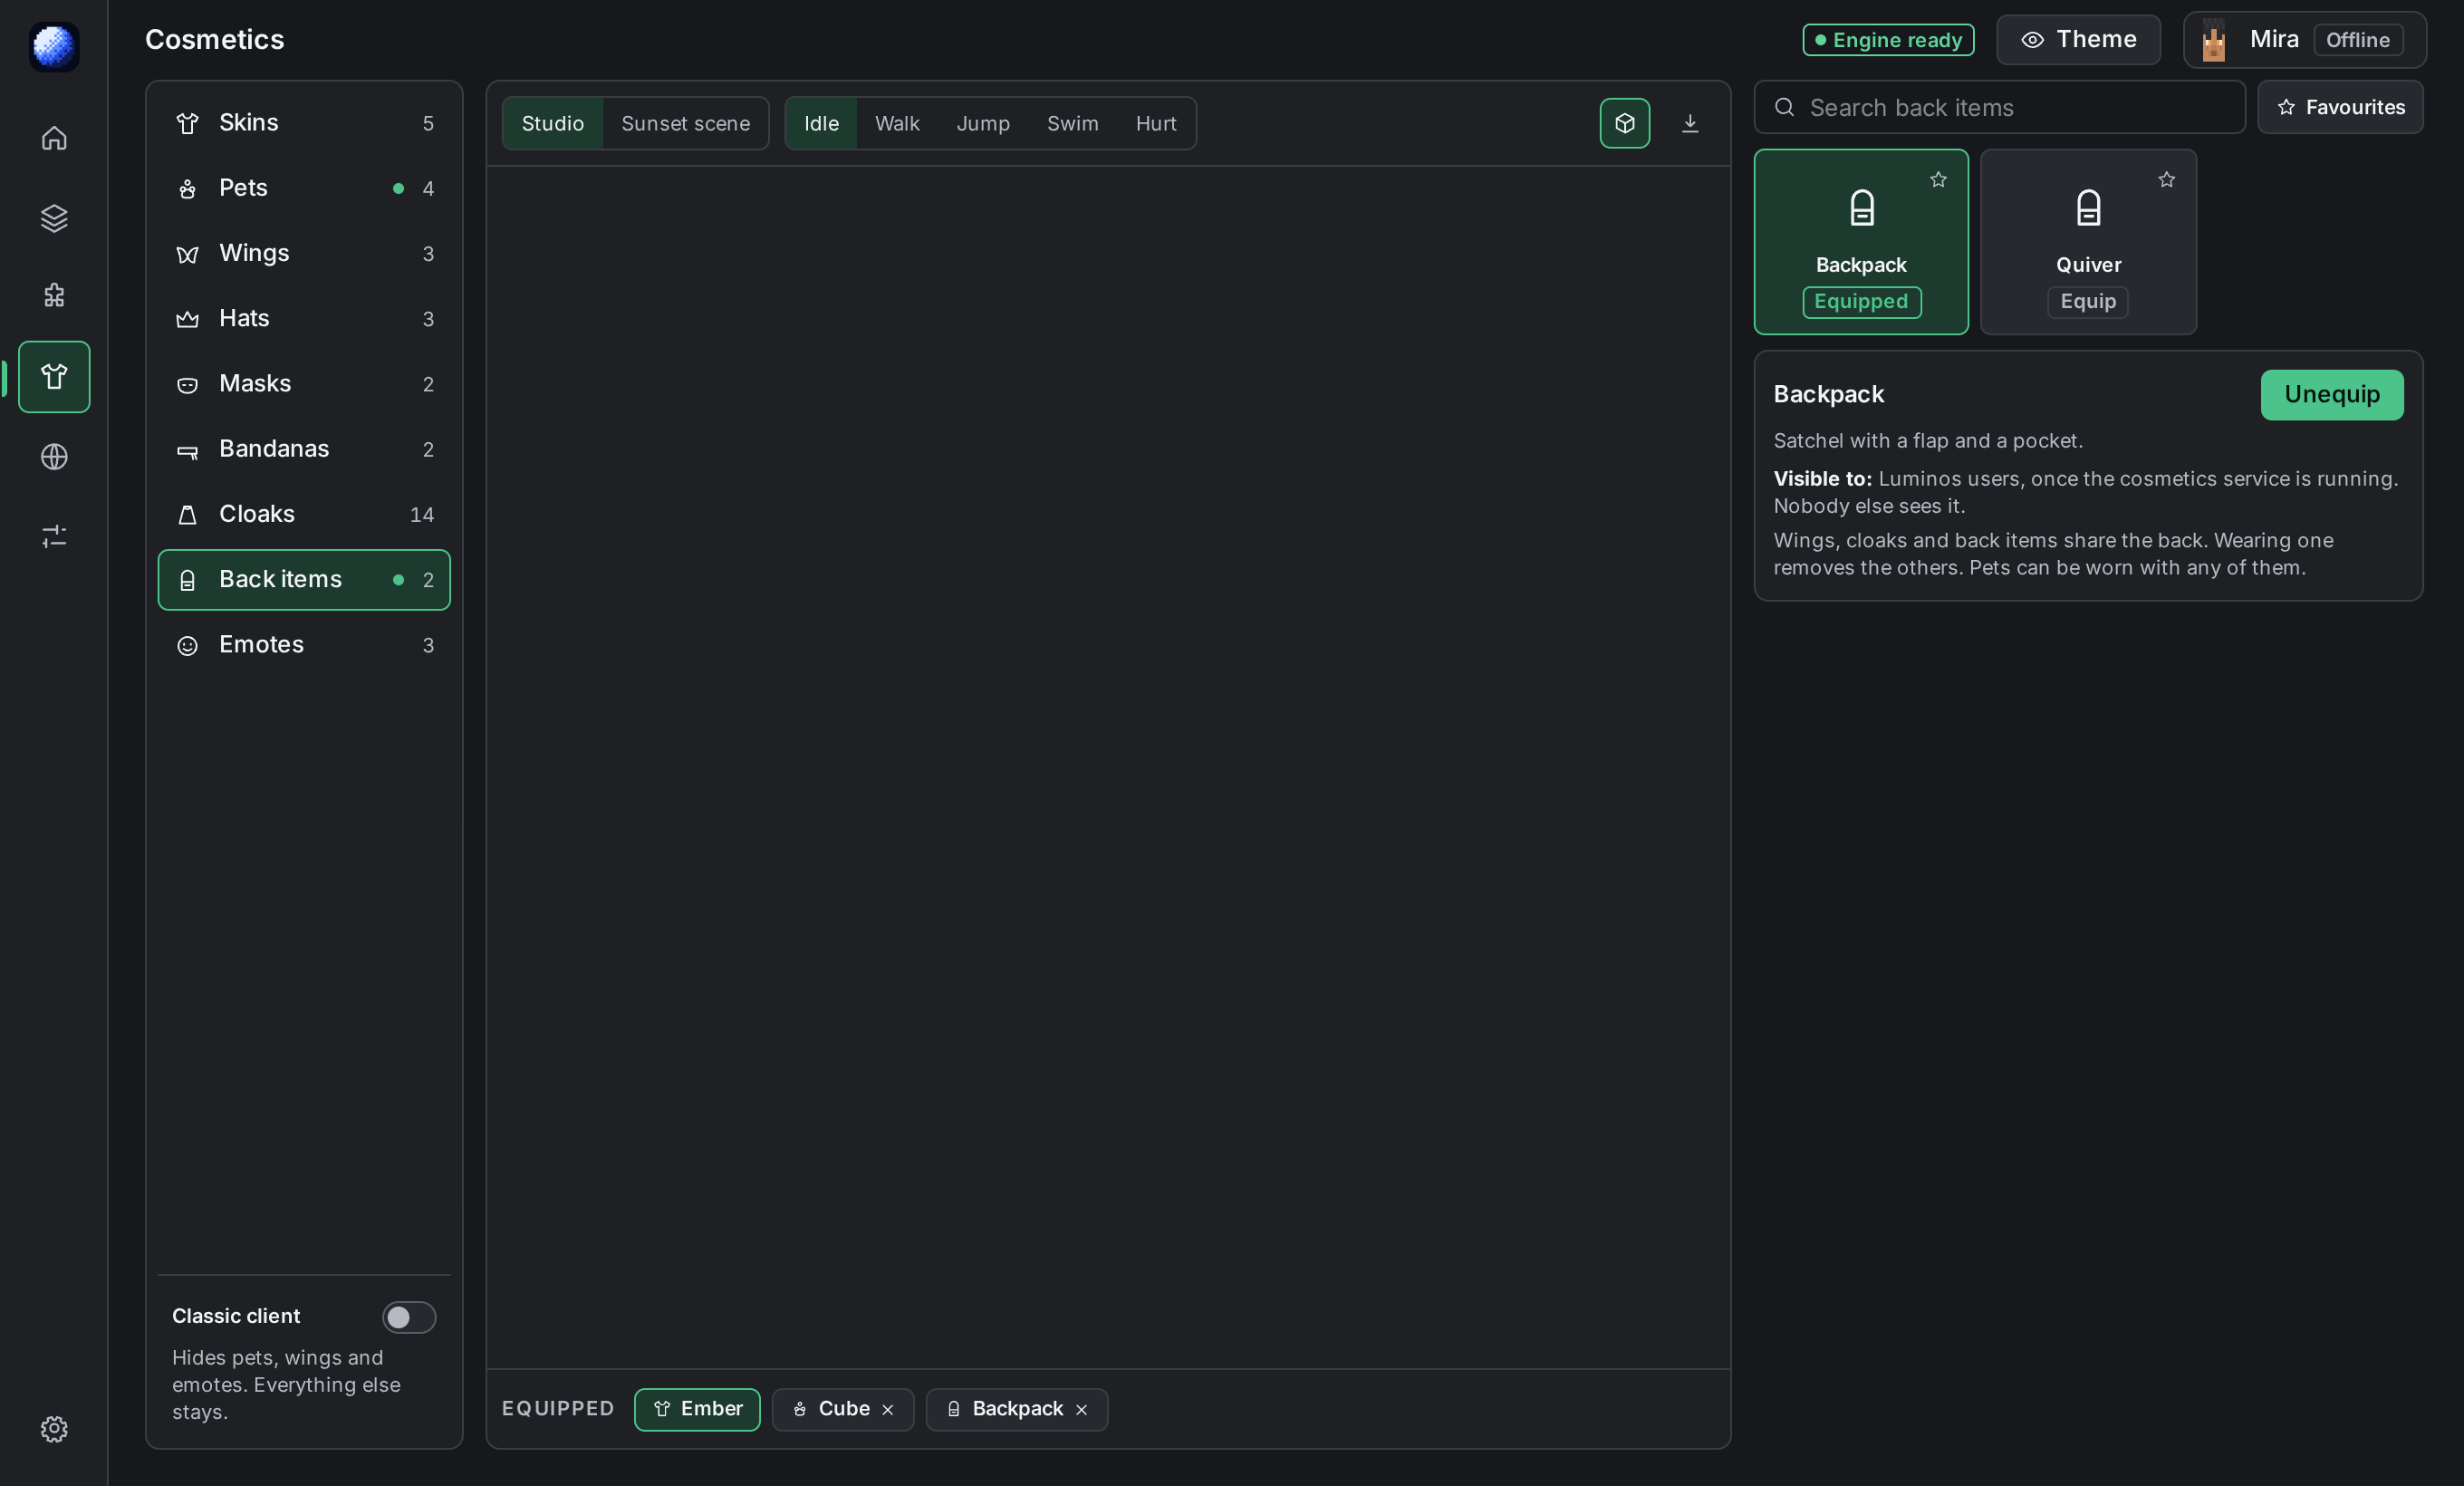 Cosmetics
Engine ready
Theme
Mira
Offline
Skins 5
Pets 4
Wings 3
Hats 3
Masks 2
Bandanas 2
Cloaks 14
Back items 2
Emotes 3
Classic client
Hides pets, wings and
emotes. Everything else
stays.
Studio
Sunset scene
Idle
Walk
Jump
Swim
Hurt
EQUIPPED
Ember
Cube
Backpack
Search back items
Favourites
Backpack
Equipped
Quiver
Equip
Backpack
Unequip
Satchel with a flap and a pocket.
Visible to: Luminos users, once the cosmetics service is running.
Nobody else sees it.
Wings, cloaks and back items share the back. Wearing one
removes the others. Pets can be worn with any of them.